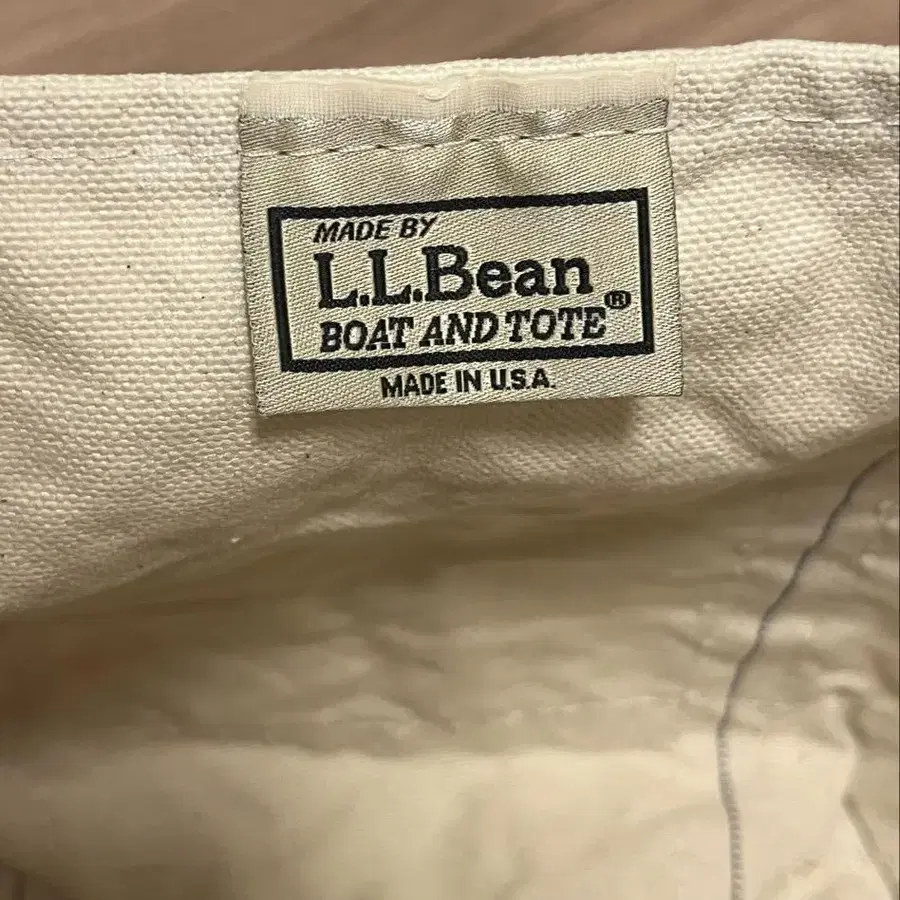 MADE BY
L.L.Bean
BOAT AND TOTE®
MADE IN U.S.A.